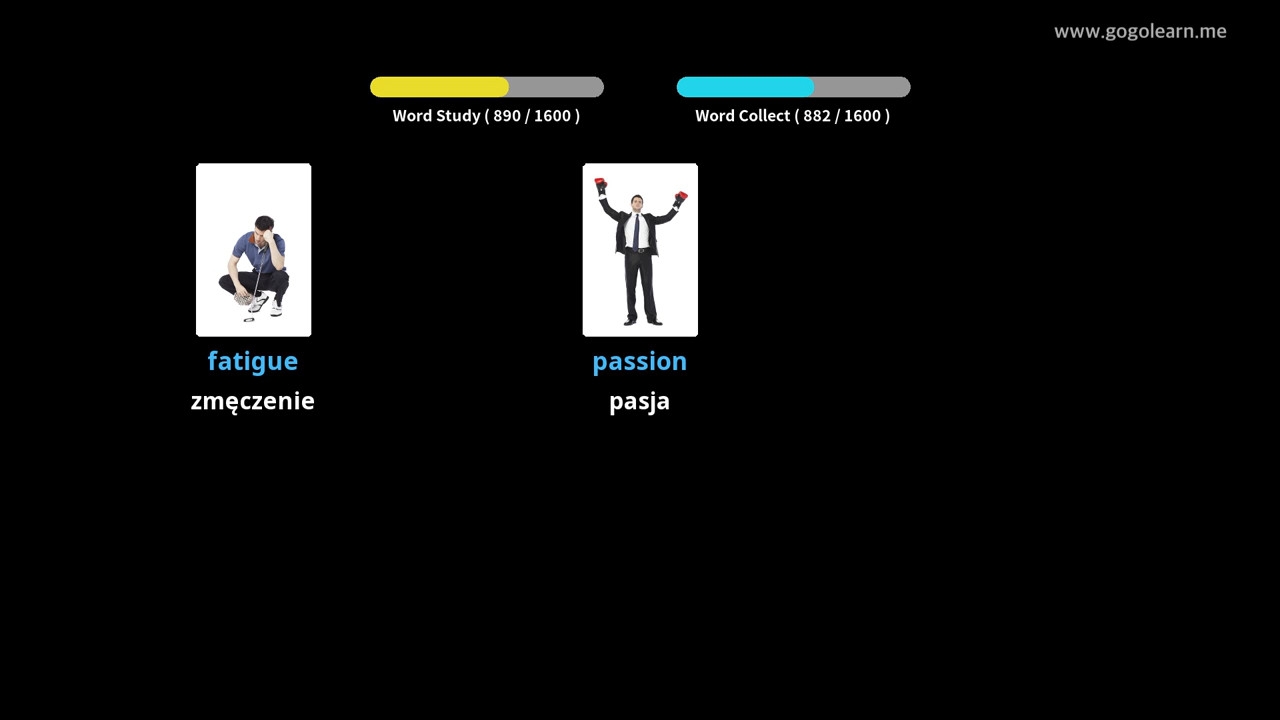 www.gogolearn.me
Word Study ( 890 / 1600 )
Word Collect ( 882 / 1600 )
fatigue
zmęczenie
passion
pasja